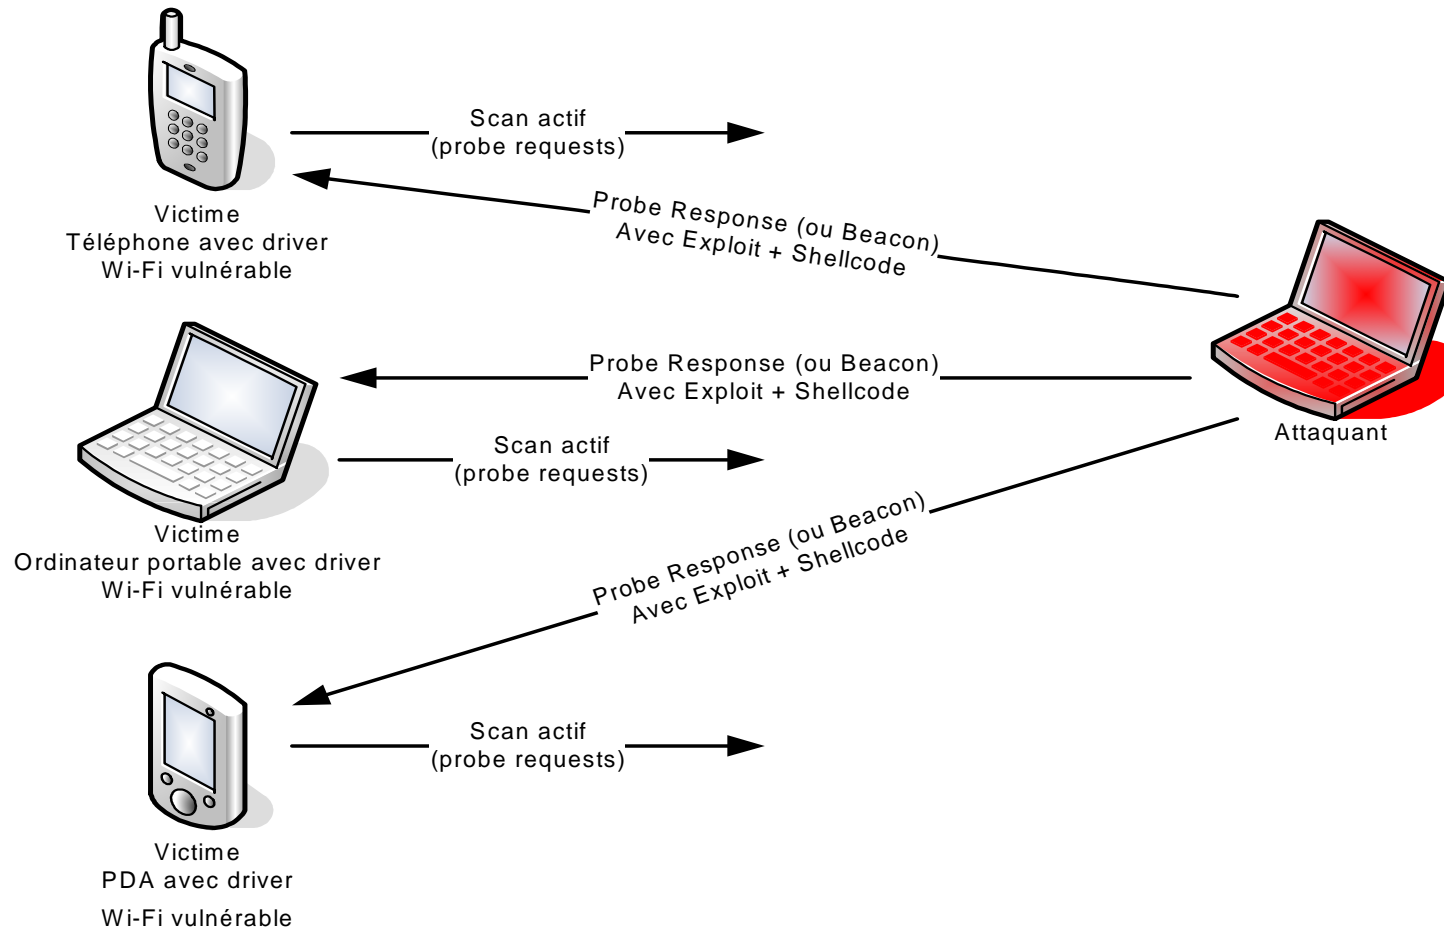 Scan actif
(probe requests)
Probe Response (ou Beacon)
Avec Exploit + Shellcode
Victime
Téléphone avec driver
Wi-Fi vulnérable
Probe Response (ou Beacon)
Avec Exploit + Shellcode
Attaquant
Scan actif
(probe requests)
Victime
Ordinateur portable avec driver
Wi-Fi vulnérable
Probe Response (ou Beacon)
Avec Exploit + Shellcode
Scan actif
(probe requests)
Victime
PDA avec driver
Wi-Fi vulnérable